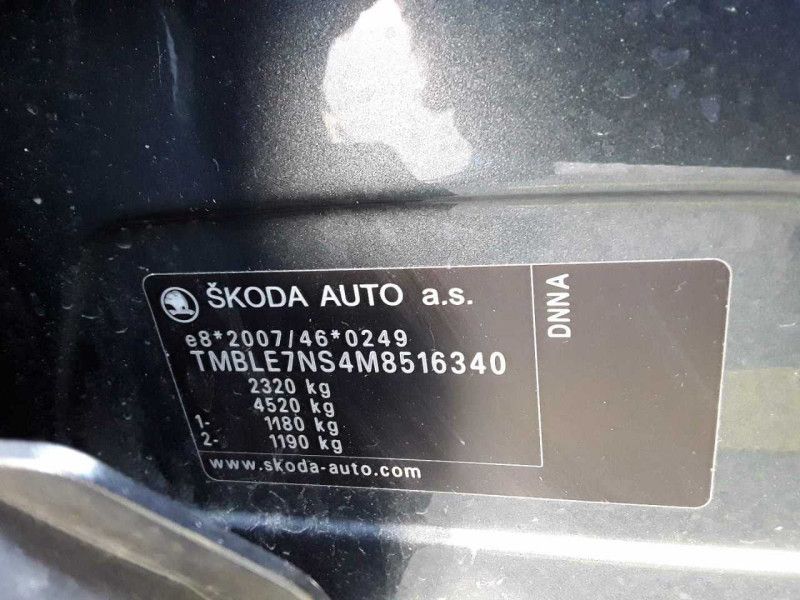 ŠKODA AUTO a.s.
e8*2007/46*0249
TMBLE7NS4M8516340
2320 kg
4520 kg
1- 1180 kg
2- 1190 kg
www.skoda-auto.com
DNNA